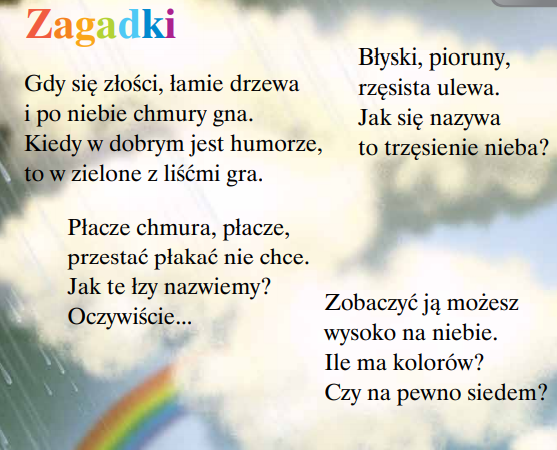 Zagadki
Gdy się złości, łamie drzewa
i po niebie chmury gna.
Kiedy w dobrym jest humorze,
to w zielone z liśćmi gra.
Błyski, pioruny,
rzęsista ulewa.
Jak się nazywa
to trzęsienie nieba?
Płacze chmura, płacze,
przestać płakać nie chce.
Jak te łzy nazwiemy?
Oczywiście...
Zobaczyć ją możesz
wysoko na niebie.
Ile ma kolorów?
Czy na pewno siedem?